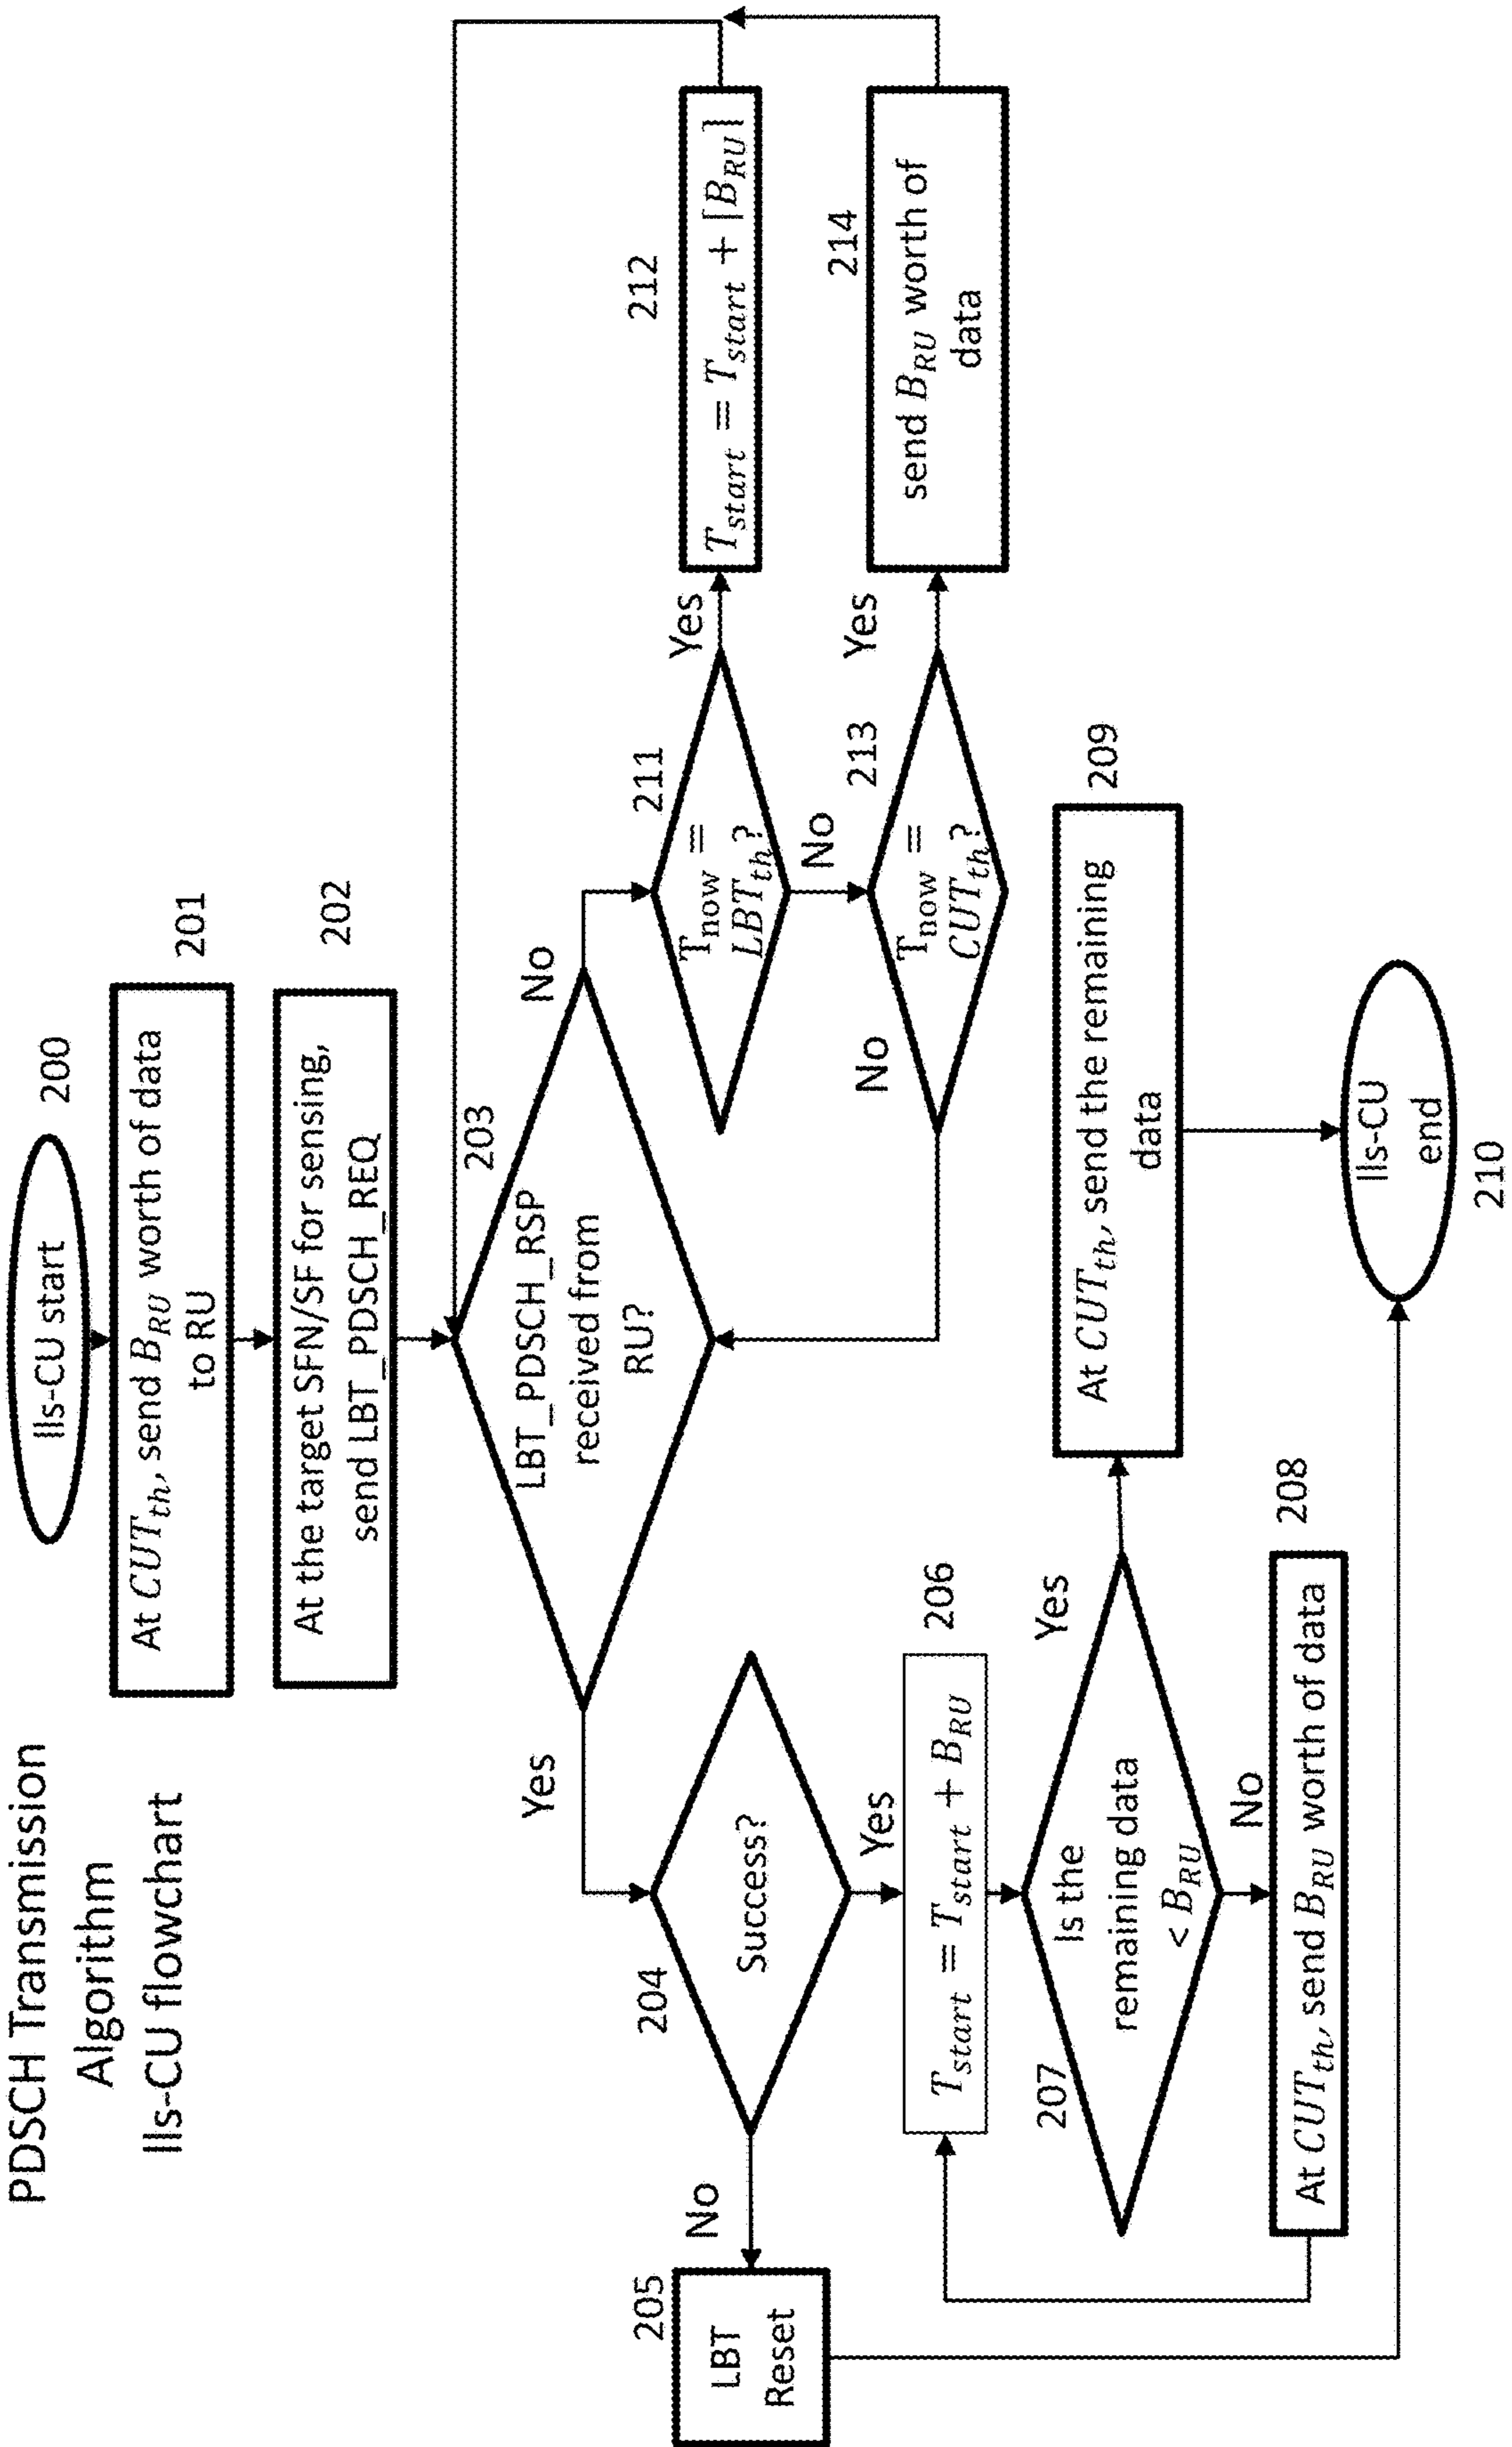 PDSCH Transmission
Algorithm
lls-CU flowchart
lls-CU start
200
At CUT_th, send B_RU worth of data
to RU
201
At the target SFN/SF for sensing,
send LBT_PDSCH_REQ
202
203
LBT_PDSCH_RSP
received from
RU?
Yes
No
204
Success?
No
Yes
205
LBT
Reset
T_start = T_start + B_RU
206
207
Is the
remaining data
< B_RU
Yes
No
At CUT_th, send B_RU worth of data
208
At CUT_th, send the remaining
data
209
lls-CU
end
210
T_now =
LBT_th?
211
Yes
No
T_start = T_start + ⌈B_RU⌉
212
T_now =
CUT_th?
213
No
Yes
send B_RU worth of
data
214